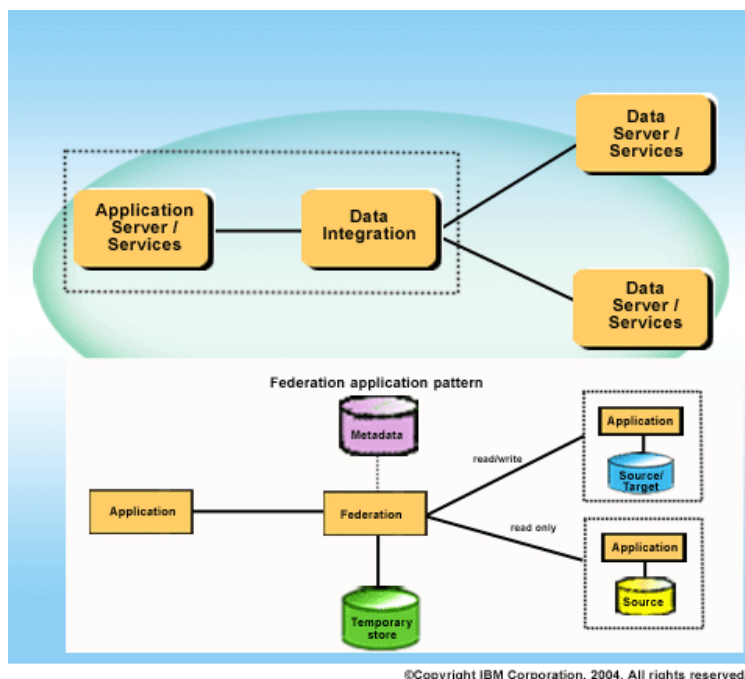 Data
Server /
Services
Application
Server /
Services
Data
Integration
Data
Server /
Services
Federation application pattern
Metadata
Application
read/write
Source/
Target
Application
Federation
read only
Application
Source
Temporary
store
©Copyright IBM Corporation, 2004. All rights reserved